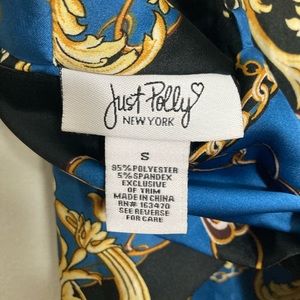 Just Polly♡
NEW YORK
S
95% POLYESTER
5% SPANDEX
EXCLUSIVE
OF TRIM
MADE IN CHINA
RN# 163420
SEE REVERSE
FOR CARE